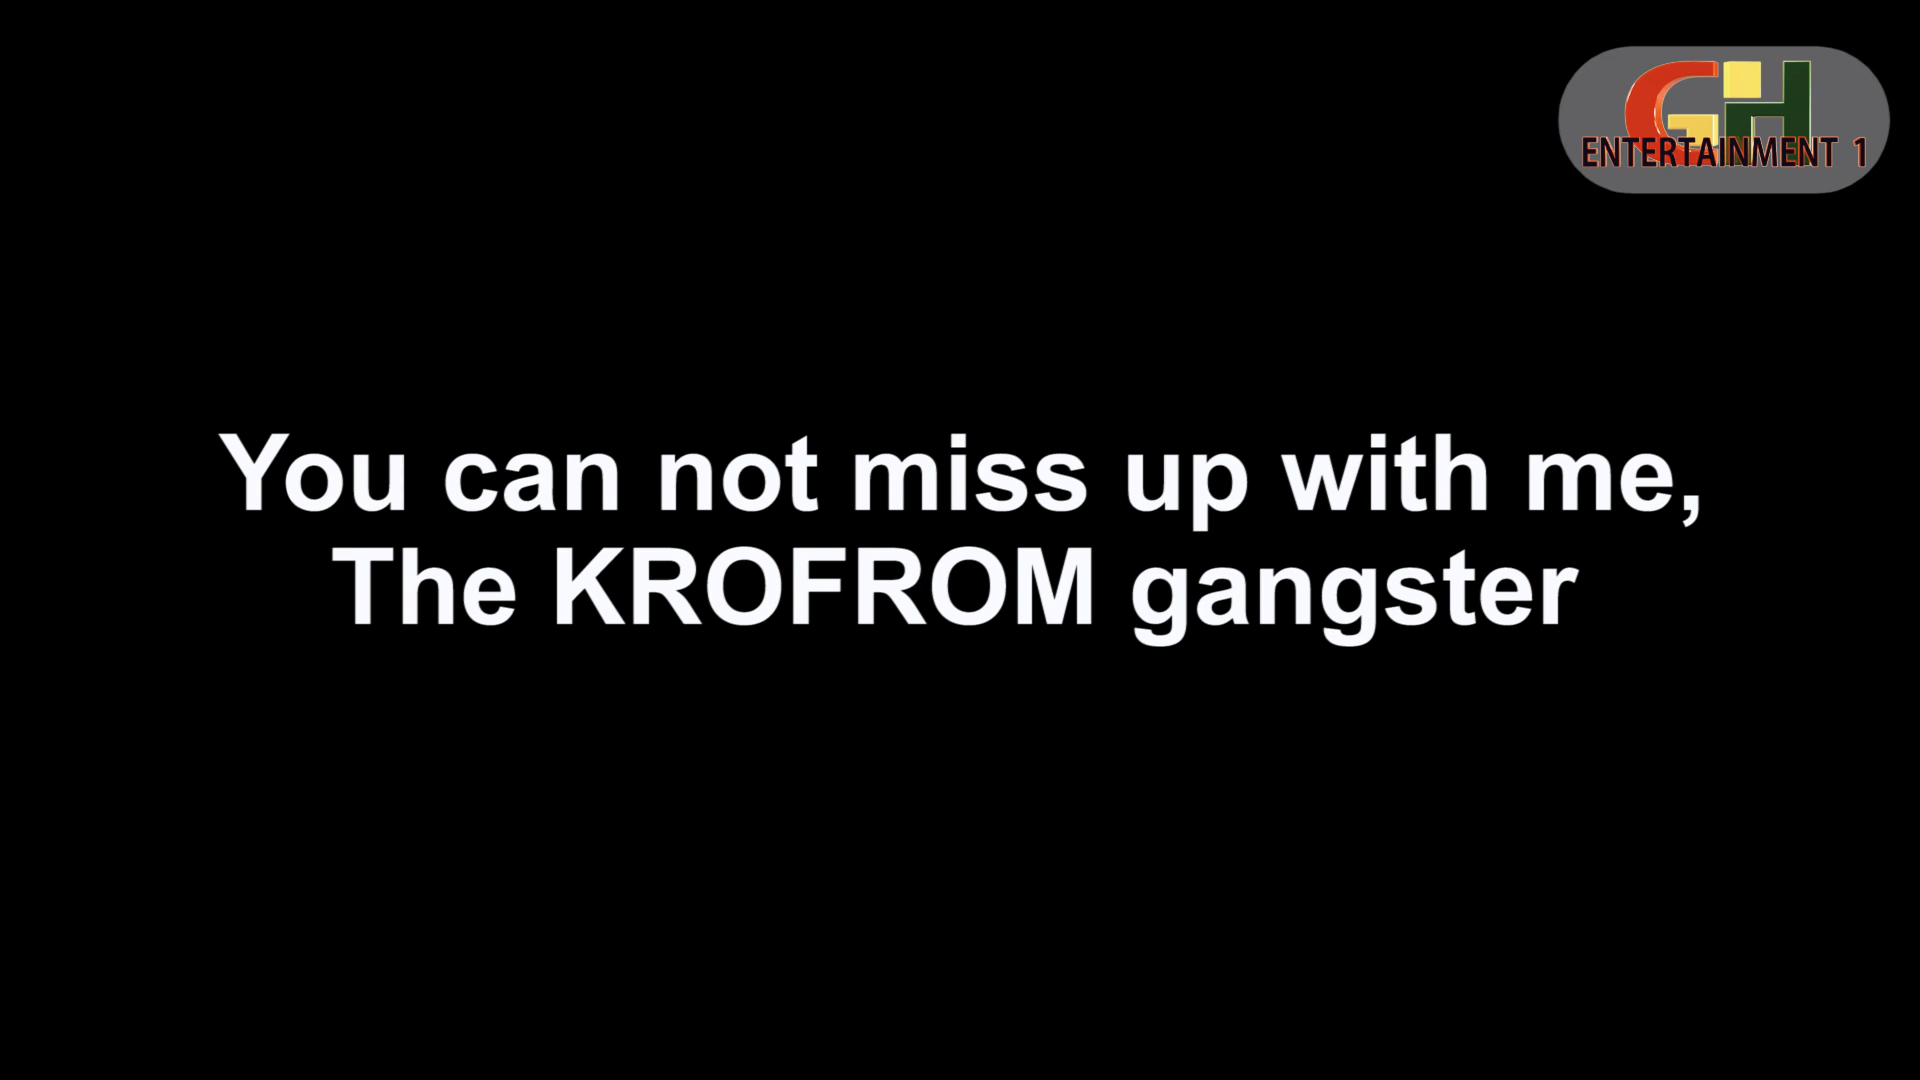 GH
ENTERTAINMENT 1
You can not miss up with me,
The KROFROM gangster